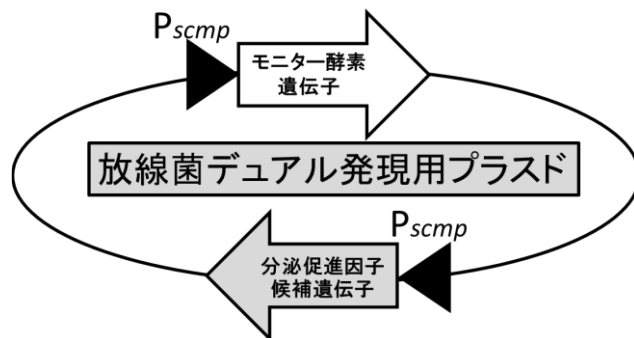 Pscmp
モニター酵素
遺伝子
放線菌デュアル発現用プラスド
Pscmp
分泌促進因子
候補遺伝子